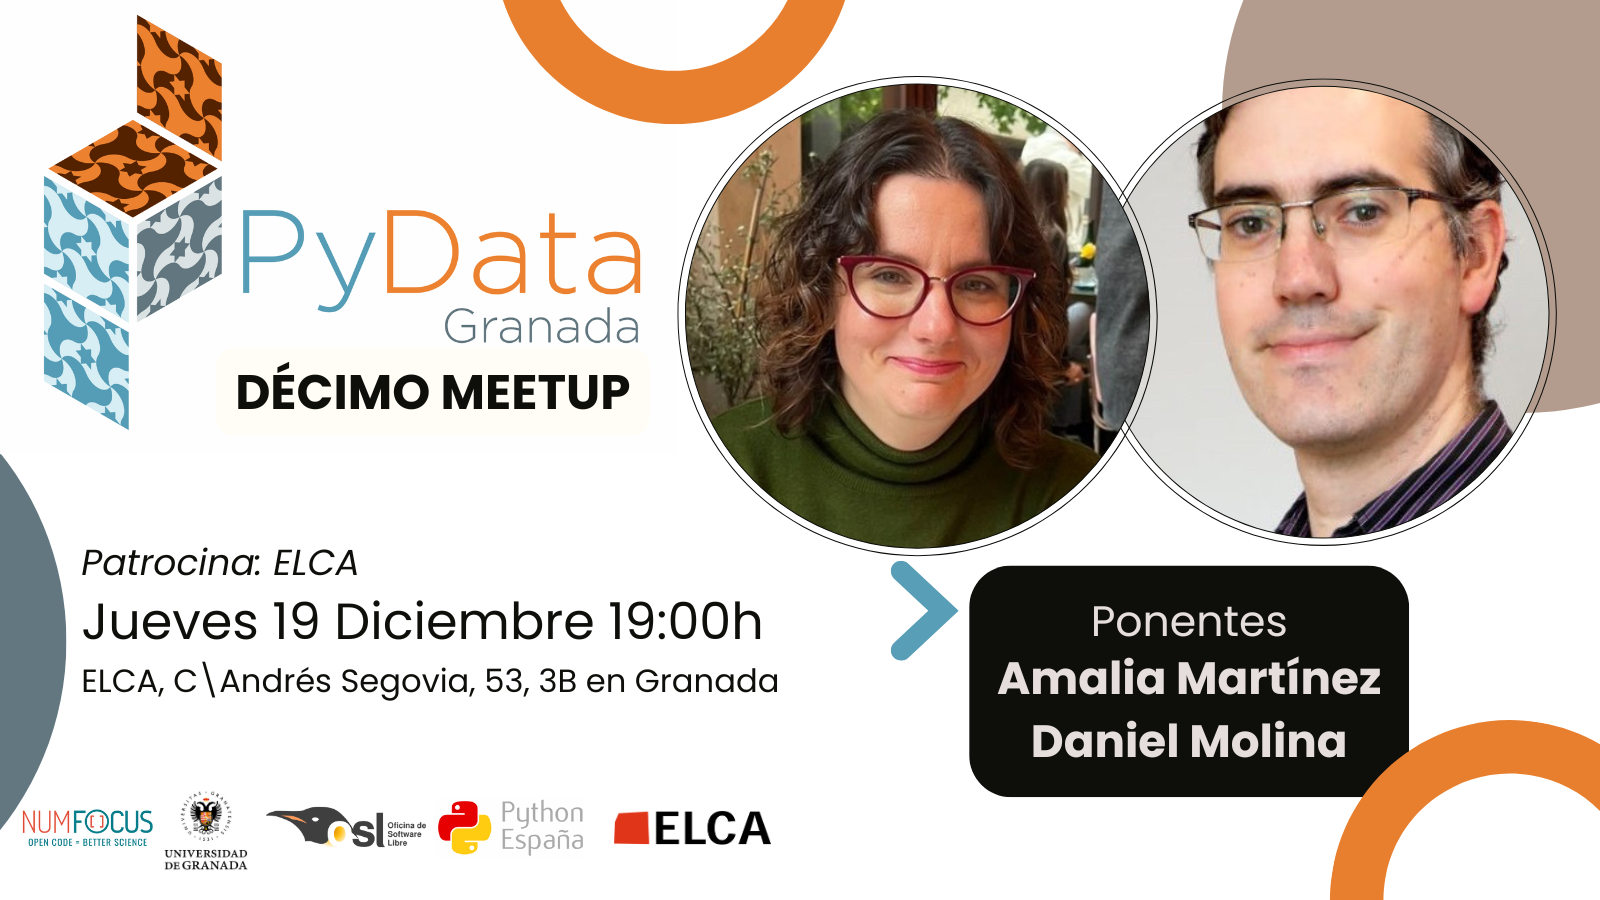 PyData
Granada
DÉCIMO MEETUP
Patrocina: ELCA
Jueves 19 Diciembre 19:00h
ELCA, C\Andrés Segovia, 53, 3B en Granada
Ponentes
Amalia Martínez
Daniel Molina
NUMFOCUS
OPEN CODE = BETTER SCIENCE
UNIVERSIDAD
DE GRANADA
osl
Oficina de
Software
Libre
Python
España
ELCA